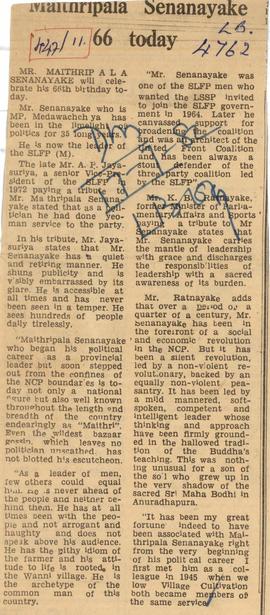 Maithripala Senanayake
66 today
4247/11
LB.
4762
MR. MAITHRIPALA
SENANAYAKE will cele-
brate his 66th birthday to-
day.
Mr. Senanayake who is
MP. Medawachchiya has
been in the limelight
politics for 35 long years.
He is now the leader
of the SLFP (M).
The late Mr. A. P. Jaya-
suriya, a senior Vice-Pre-
sident of the SLFP in
1972 paying a tribute to
Mr. Maithripala Senana-
yake stated that as a poli-
tician he had done yeo-
man service to the party.
In his tribute, Mr. Jaya-
suriya states that Mr.
Senanayake has a quiet
and retiring manner. He
shuns publicity and is
visibly embarrassed by its
glare. He is accessible at
all times and has never
been seen in a temper. He
sees hundreds of people
daily tirelessly.
"Maithripala Senanayake
who began his political
career as a provincial
leader but soon stepped
out from the confines of
the NCP boundaries is to-
day not only a national
figure but also well known
throughout the length and
breadth of the country
endearingly as "Maithri".
Even the wildest bazaar
gossip, which leaves no
politician unscathed, has
not blotted his escutcheon.
"As a leader of men,
few others could equal
him. He is never ahead of
the people and neither be-
hind them. He has at all
times been with the peo-
ple and not arrogant and
haughty and does not
speak above his audience.
He has the pithy idiom of
the farmer and his atti-
tude to life is rooted in
the Wanni village. He is
the archetype of the
common man of this
country.
"Mr. Senanayake was
one of the SLFP men who
wanted the LSSP invited
to join the SLFP govern-
ment in 1964. Later he
canvassed support for
broadening the coalition
and was architect of the
United Front Coalition
and has been always a
stout defender of the
three-party coalition led
by the SLFP."
Mr. K. B. Ratnayake,
Minister of Parlia-
Affairs and Sports
paying a tribute to Mr
Senanayake states that
Mr. Senanayake carries
the mantle of leadership
with grace and discharges
the responsibilities of
leadership with a sacred
awareness of its burden.
Mr. Ratnayake adds
that over a period of a
quarter of a century, Mr.
Senanayake has been in
the forefront of a social
and economic revolution
in the NCP. But it has
been a silent revolution,
led by a non-violent re-
volutionary, backed by an
equally non-violent pea-
santry. It has been led by
a mild mannered, soft-
spoken, competent and
intelligent leader whose
thinking and approach
have been firmly ground-
ed in the hallowed tradi-
tion of the Buddha's
teaching. This was noth-
ing unusual for a son of
the soil who grew up in
the very shadow of the
sacred Sri Maha Bodhi in
Anuradhapura.
"It has been my great
fortune indeed to have
been associated with Mai-
thripala Senanayake right
from the very beginning
of his political career I
first met him as a col-
league in 1945 when we
low Village Cultivation
both became members of
the same service."